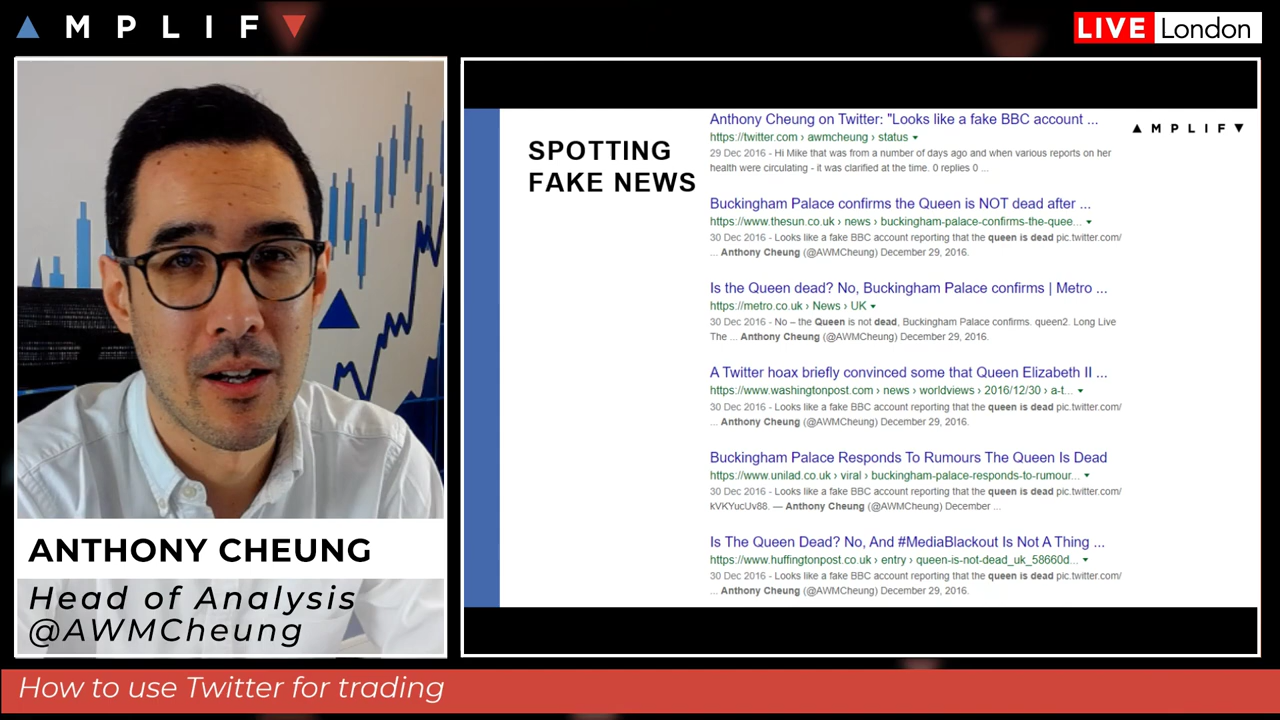 ▲ M P L I F ▼
LIVE London
ANTHONY CHEUNG
Head of Analysis
@AWMCheung
SPOTTING
FAKE NEWS
▲ M P L I F ▼
Anthony Cheung on Twitter: "Looks like a fake BBC account ...
https://twitter.com › awmcheung › status
29 Dec 2016 - Hi Mike that was from a number of days ago and when various reports on her
health were circulating - it was clarified at the time. 0 replies 0 ...
Buckingham Palace confirms the Queen is NOT dead after ...
https://www.thesun.co.uk › news › buckingham-palace-confirms-the-quee...
30 Dec 2016 - Looks like a fake BBC account reporting that the queen is dead pic.twitter.com/
... Anthony Cheung (@AWMCheung) December 29, 2016.
Is the Queen dead? No, Buckingham Palace confirms | Metro ...
https://metro.co.uk › News › UK
30 Dec 2016 - No – the Queen is not dead, Buckingham Palace confirms. queen2. Long Live
The ... Anthony Cheung (@AWMCheung) December 29, 2016.
A Twitter hoax briefly convinced some that Queen Elizabeth II ...
https://www.washingtonpost.com › news › worldviews › 2016/12/30 › a-t...
30 Dec 2016 - Looks like a fake BBC account reporting that the queen is dead pic.twitter.com/
... Anthony Cheung (@AWMCheung) December 29, 2016.
Buckingham Palace Responds To Rumours The Queen Is Dead
https://www.unilad.co.uk › viral › buckingham-palace-responds-to-rumour...
30 Dec 2016 - Looks like a fake BBC account reporting that the queen is dead pic.twitter.com/
kVKYucUv88. — Anthony Cheung (@AWMCheung) December ...
Is The Queen Dead? No, And #MediaBlackout Is Not A Thing ...
https://www.huffingtonpost.co.uk › entry › queen-is-not-dead_uk_58660d...
30 Dec 2016 - Looks like a fake BBC account reporting that the queen is dead pic.twitter.com/
... Anthony Cheung (@AWMCheung) December 29, 2016.
How to use Twitter for trading